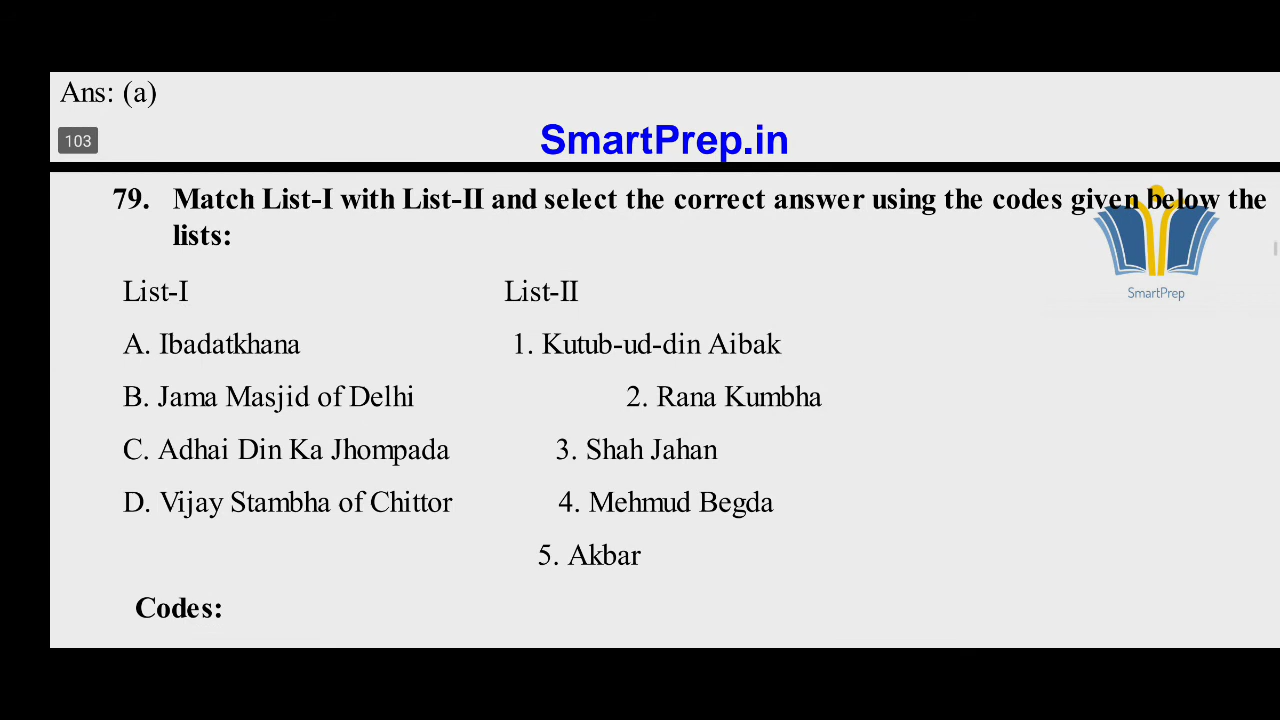 Ans: (a)
103
SmartPrep.in
79. Match List-I with List-II and select the correct answer using the codes given below the
lists:
SmartPrep
List-I List-II
A. Ibadatkhana 1. Kutub-ud-din Aibak
B. Jama Masjid of Delhi 2. Rana Kumbha
C. Adhai Din Ka Jhompada 3. Shah Jahan
D. Vijay Stambha of Chittor 4. Mehmud Begda
5. Akbar
Codes: